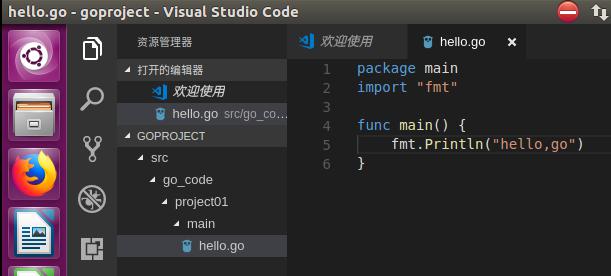 hello.go - goproject - Visual Studio Code
资源管理器
打开的编辑器
欢迎使用
hello.go src/go_co...
GOPROJECT
src
go_code
project01
main
hello.go
欢迎使用
hello.go
1 package main
2 import "fmt"
3
4 func main() {
5 fmt.Println("hello,go")
6 }